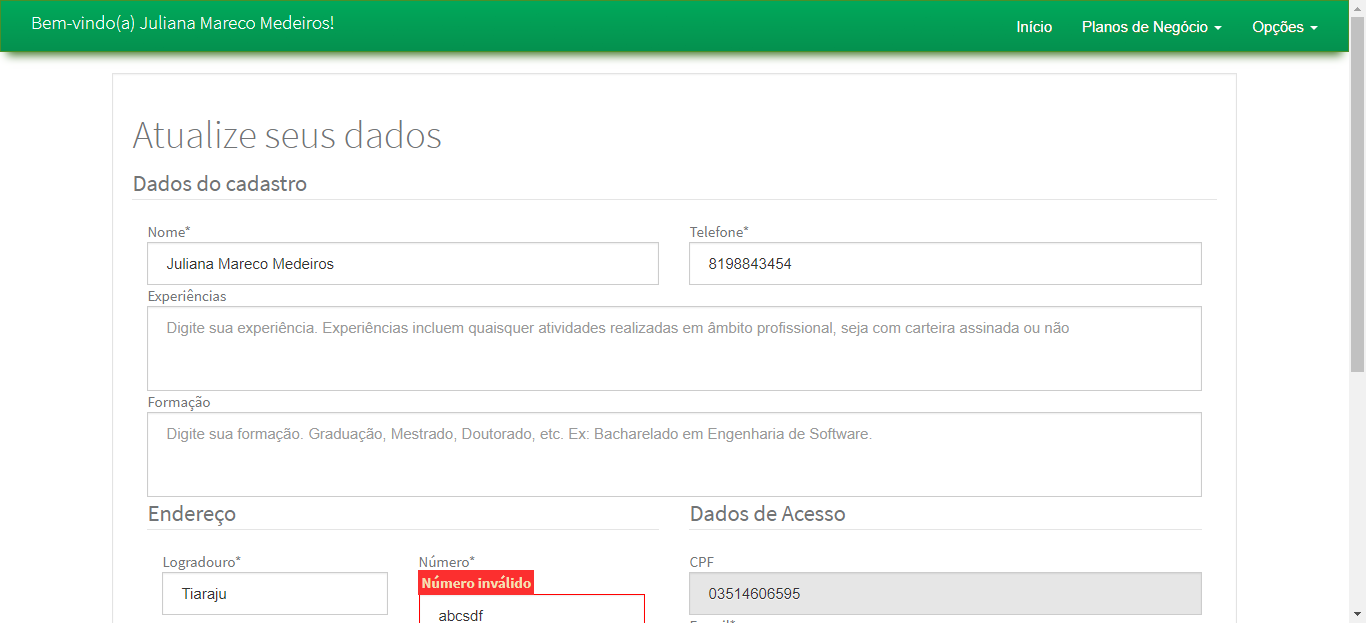 Bem-vindo(a) Juliana Mareco Medeiros!
Início
Planos de Negócio
Opções
Atualize seus dados
Dados do cadastro
Nome*
Telefone*
Juliana Mareco Medeiros
8198843454
Experiências
Digite sua experiência. Experiências incluem quaisquer atividades realizadas em âmbito profissional, seja com carteira assinada ou não
Formação
Digite sua formação. Graduação, Mestrado, Doutorado, etc. Ex: Bacharelado em Engenharia de Software.
Endereço
Dados de Acesso
Logradouro*
Número*
CPF
Número inválido
Tiaraju
abcsdf
03514606595